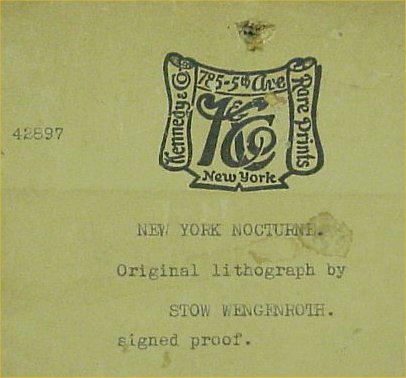 785-5th Ave
Kennedy & Co.
K & Co
Rare Prints
New York
42897
NEW YORK NOCTURNE.
Original lithograph by
STOW WENGENROTH.
signed proof.